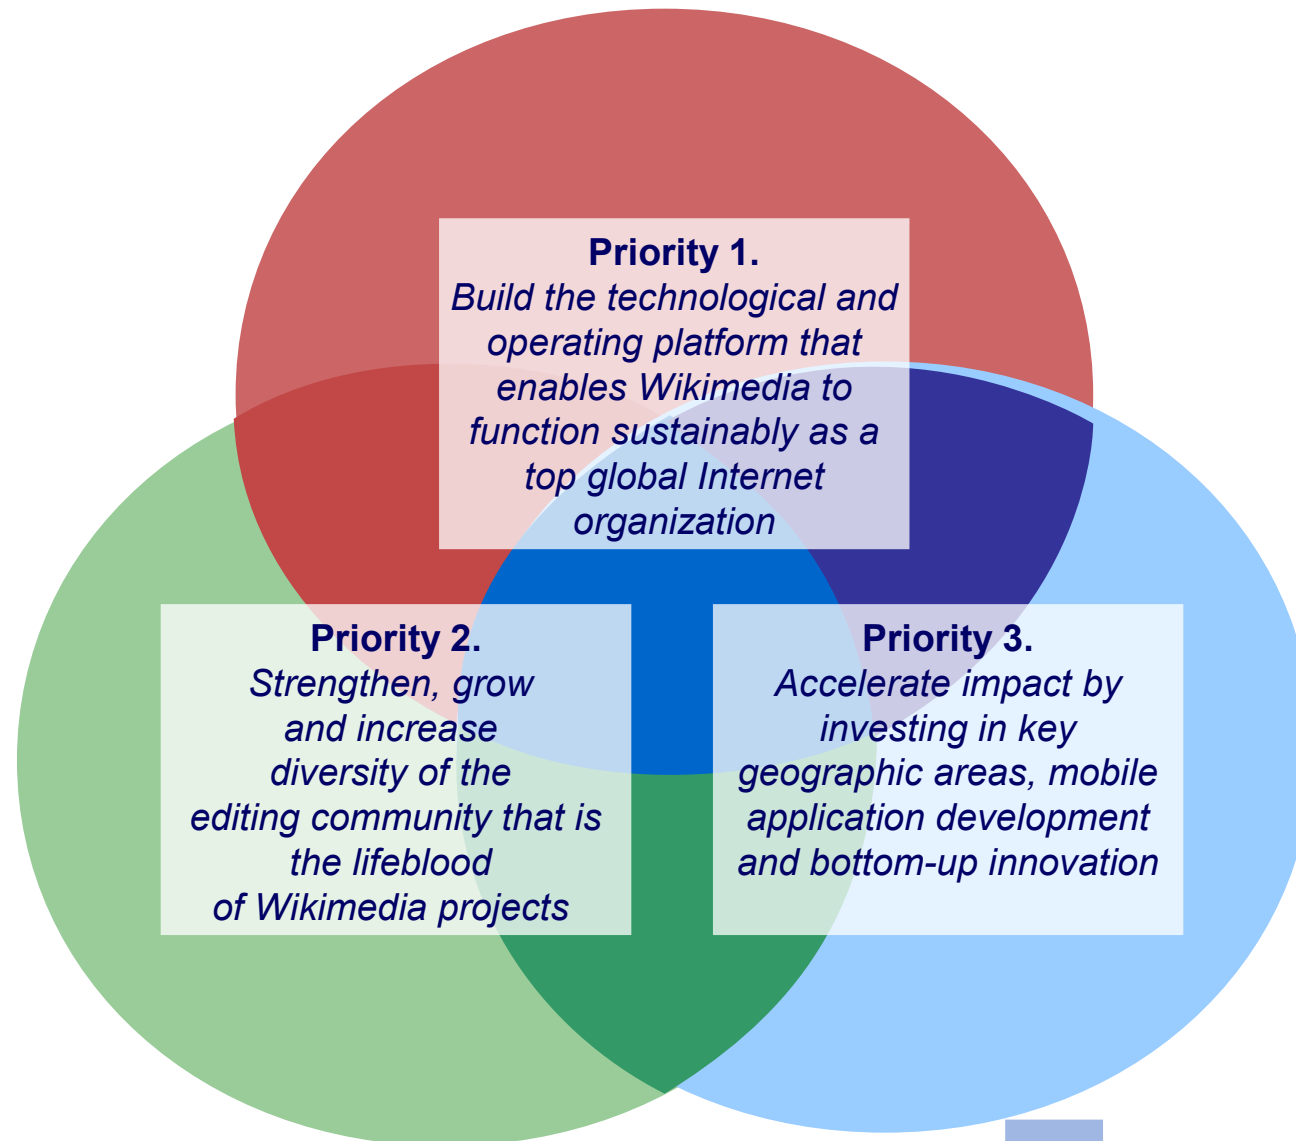 Priority 1.
Build the technological and
operating platform that
enables Wikimedia to
function sustainably as a
top global Internet
organization
Priority 2.
Strengthen, grow
and increase
diversity of the
editing community that is
the lifeblood
of Wikimedia projects
Priority 3.
Accelerate impact by
investing in key
geographic areas, mobile
application development
and bottom-up innovation